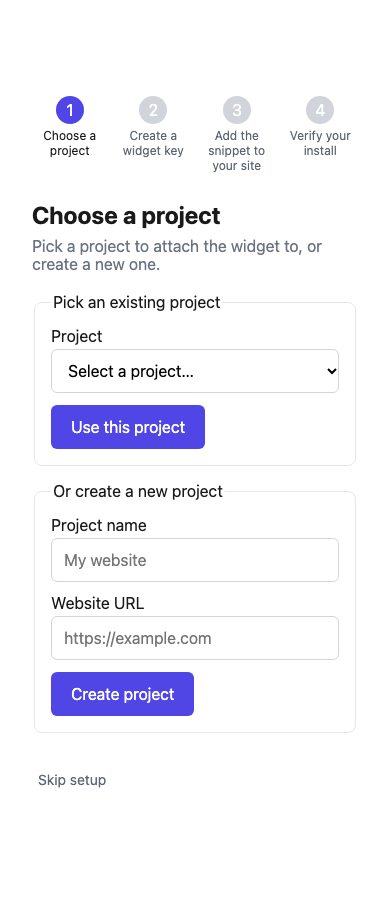 1
2
3
4
Choose a
project
Create a
widget key
Add the
snippet to
your site
Verify your
install
Choose a project
Pick a project to attach the widget to, or
create a new one.
Pick an existing project
Project
Select a project...
Use this project
Or create a new project
Project name
My website
Website URL
https://example.com
Create project
Skip setup